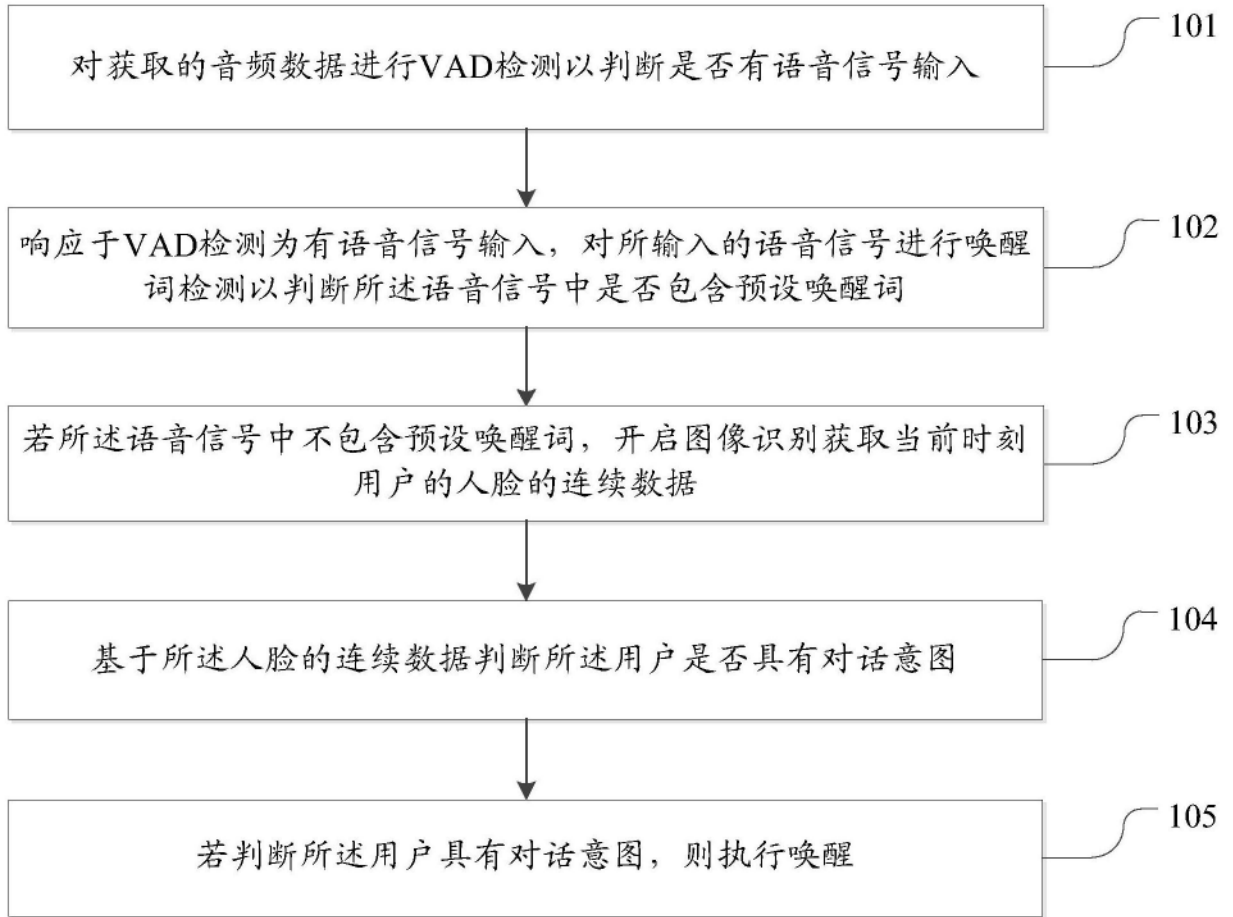 101
对获取的音频数据进行VAD检测以判断是否有语音信号输入
102
响应于VAD检测为有语音信号输入，对所输入的语音信号进行唤醒
词检测以判断所述语音信号中是否包含预设唤醒词
103
若所述语音信号中不包含预设唤醒词，开启图像识别获取当前时刻
用户的人脸的连续数据
104
基于所述人脸的连续数据判断所述用户是否具有对话意图
105
若判断所述用户具有对话意图，则执行唤醒